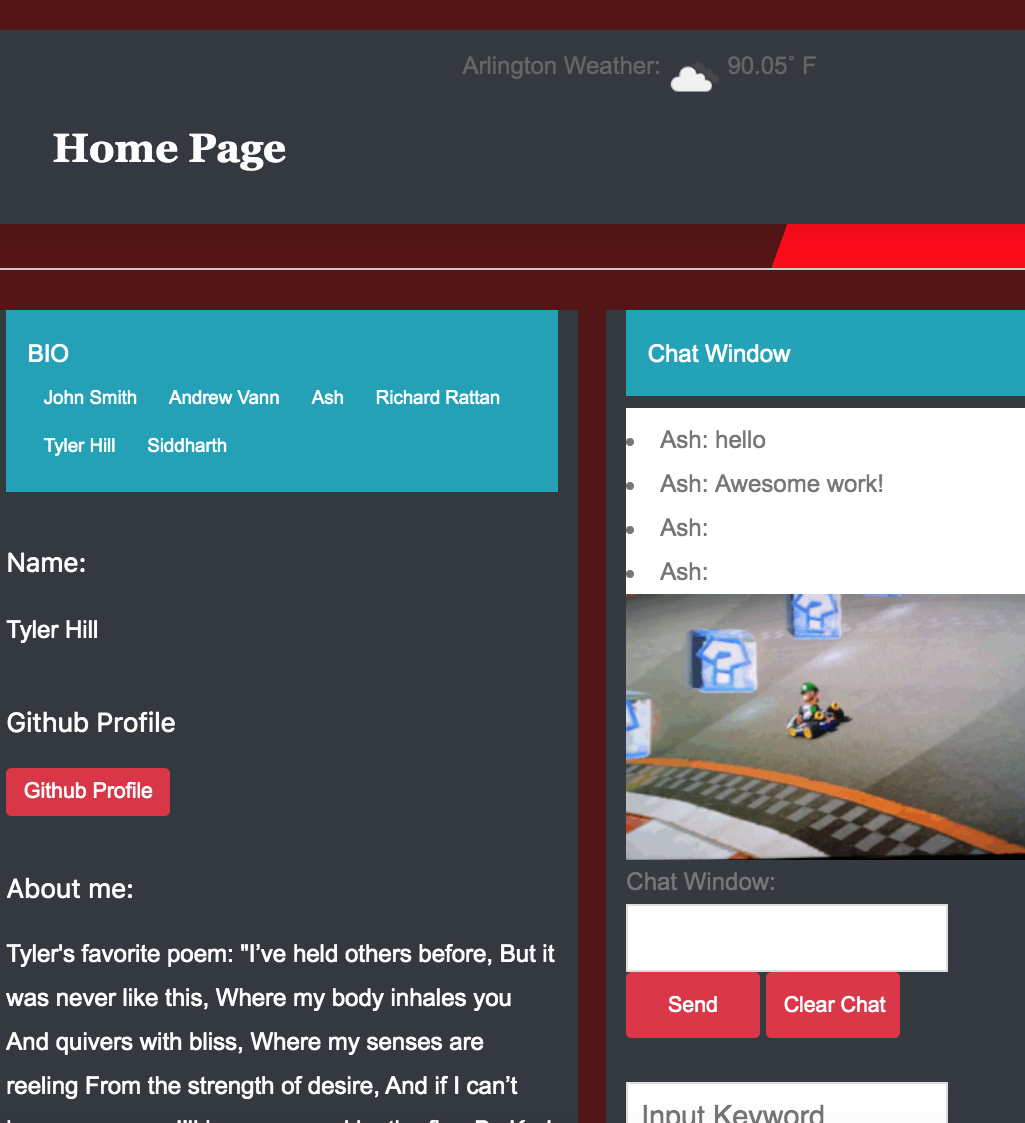 Arlington Weather: 90.05° F
Home Page
BIO
John Smith Andrew Vann Ash Richard Rattan
Tyler Hill Siddharth
Name:
Tyler Hill
Github Profile
Github Profile
About me:
Tyler's favorite poem: "I’ve held others before, But it
was never like this, Where my body inhales you
And quivers with bliss, Where my senses are
reeling From the strength of desire, And if I can’t
Chat Window
Ash: hello
Ash: Awesome work!
Ash:
Ash:
?
?
Chat Window:
Send Clear Chat
Input Keyword